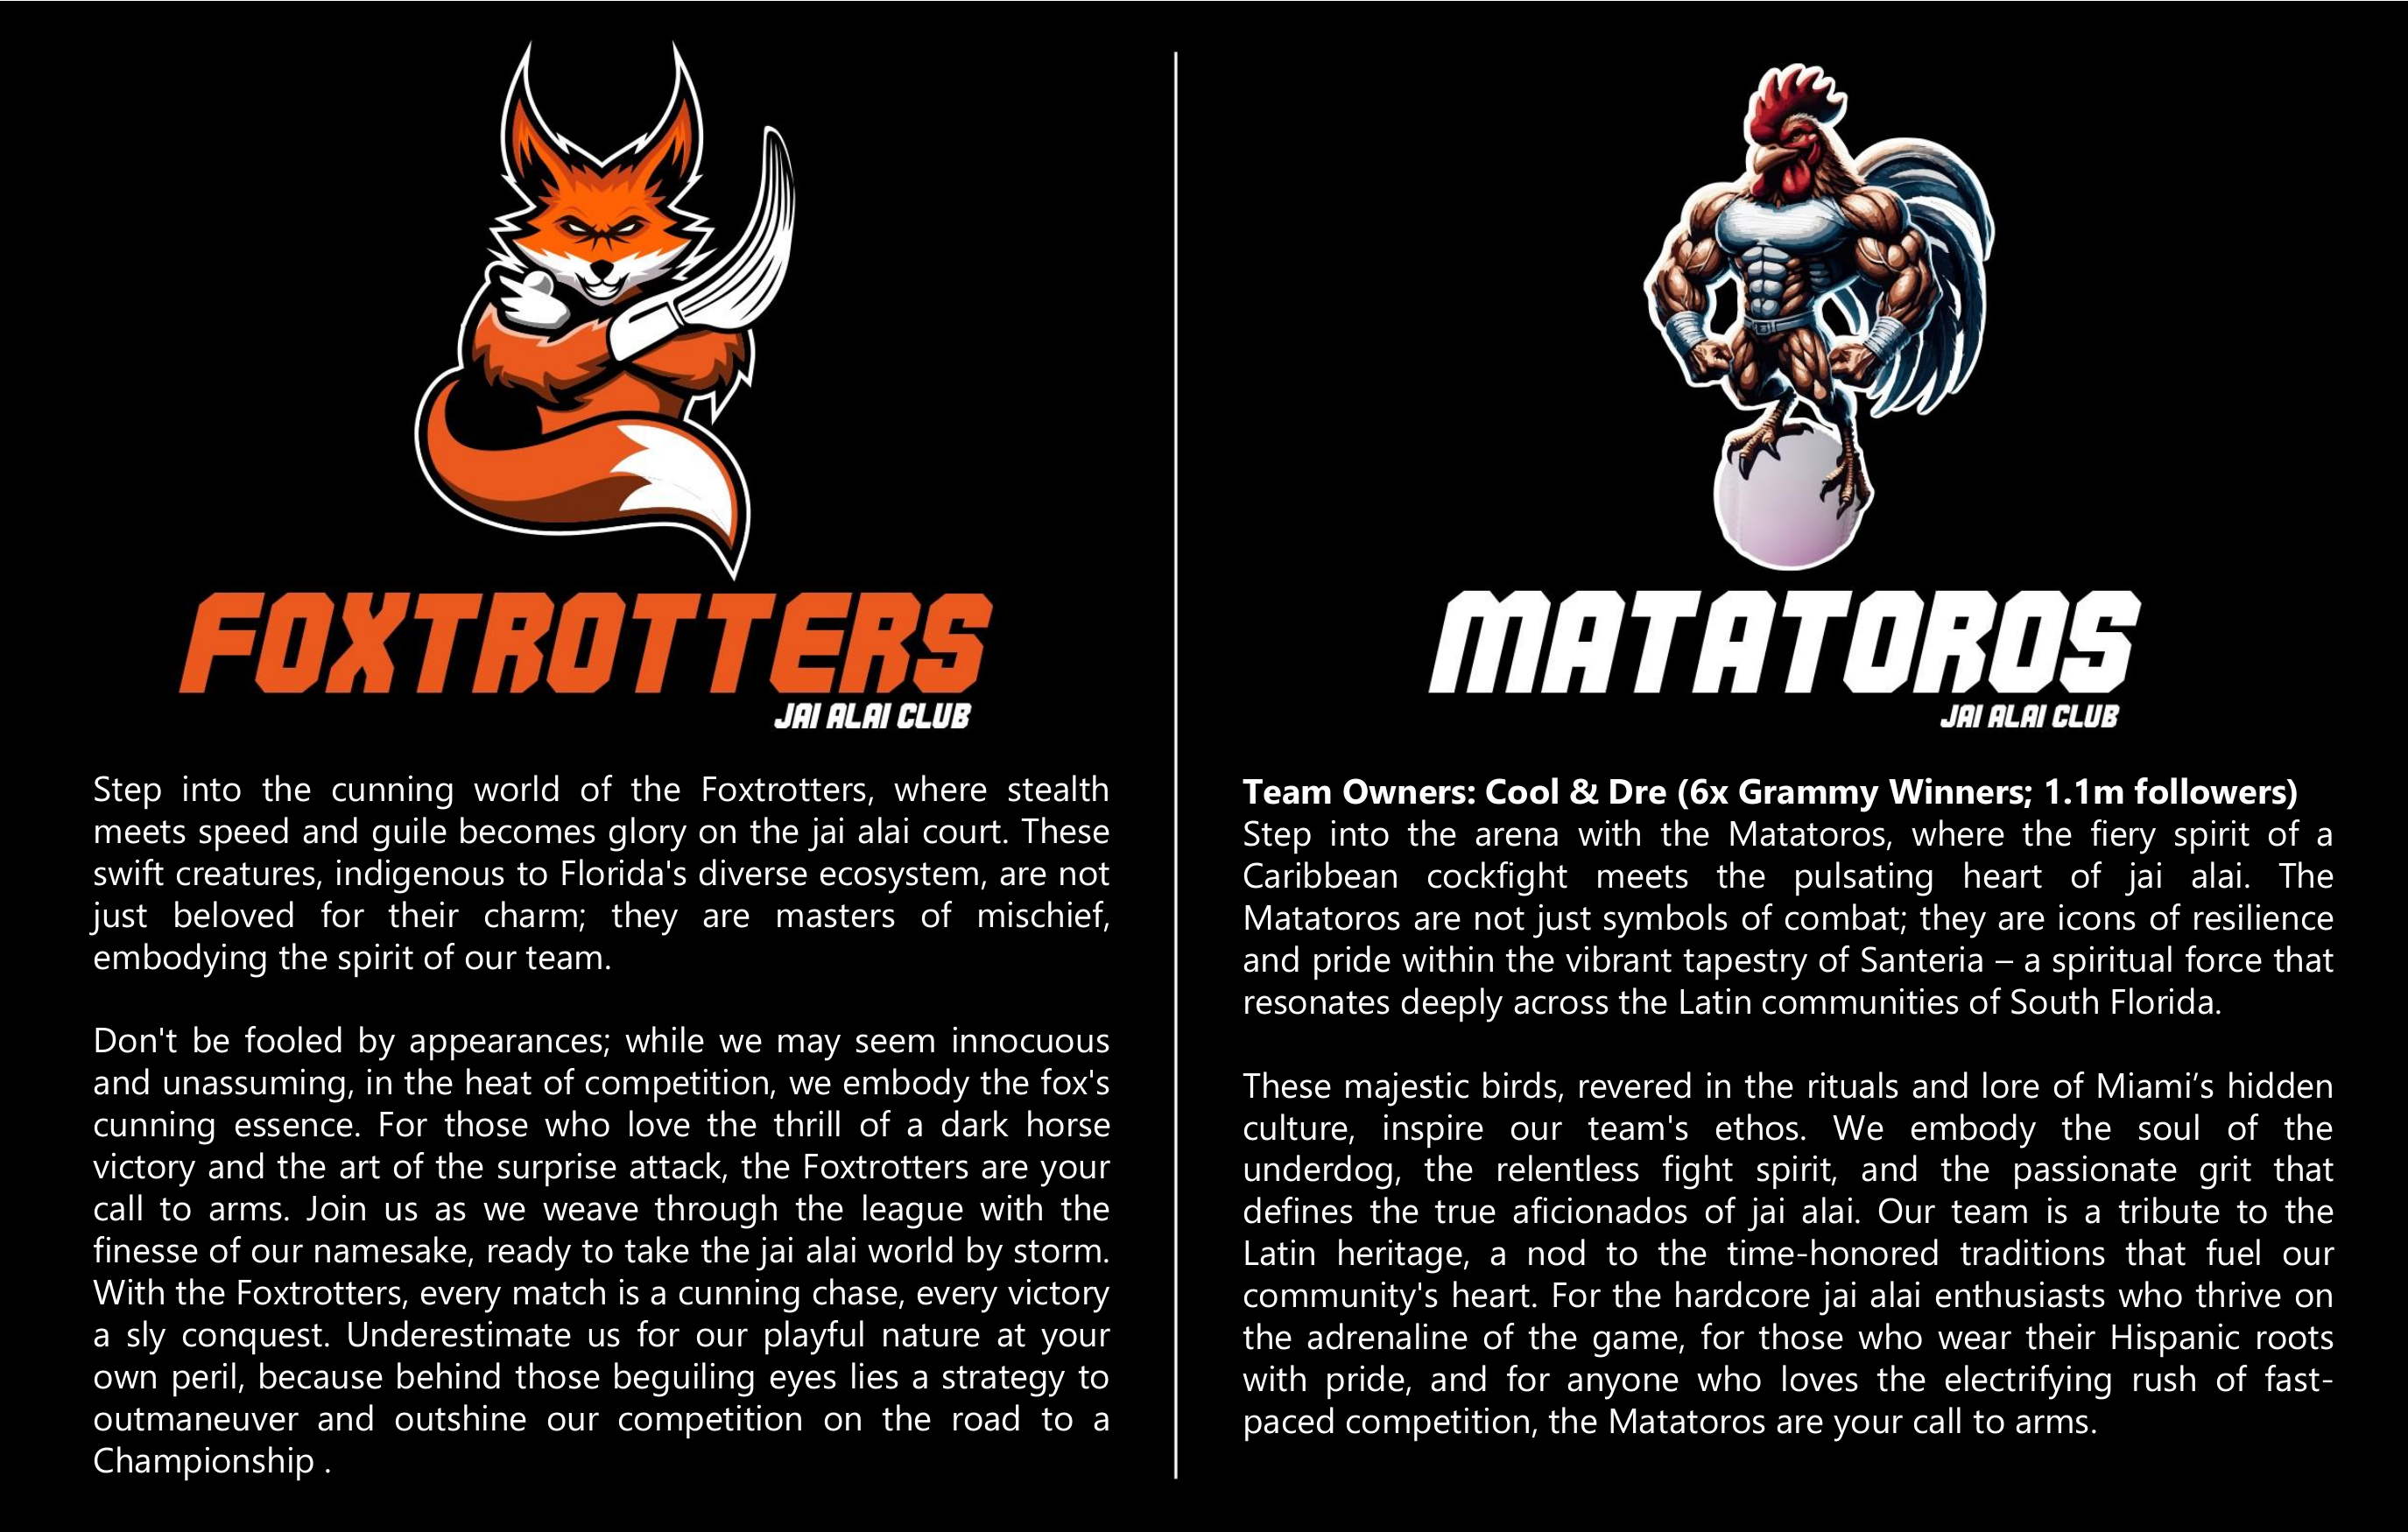 FOXTROTTERS
JAI ALAI CLUB
Step into the cunning world of the Foxtrotters, where stealth
meets speed and guile becomes glory on the jai alai court. These
swift creatures, indigenous to Florida's diverse ecosystem, are not
just beloved for their charm; they are masters of mischief,
embodying the spirit of our team.
Don't be fooled by appearances; while we may seem innocuous
and unassuming, in the heat of competition, we embody the fox's
cunning essence. For those who love the thrill of a dark horse
victory and the art of the surprise attack, the Foxtrotters are your
call to arms. Join us as we weave through the league with the
finesse of our namesake, ready to take the jai alai world by storm.
With the Foxtrotters, every match is a cunning chase, every victory
a sly conquest. Underestimate us for our playful nature at your
own peril, because behind those beguiling eyes lies a strategy to
outmaneuver and outshine our competition on the road to a
Championship .
MATATOROS
JAI ALAI CLUB
Team Owners: Cool & Dre (6x Grammy Winners; 1.1m followers)
Step into the arena with the Matatoros, where the fiery spirit of a
Caribbean cockfight meets the pulsating heart of jai alai. The
Matatoros are not just symbols of combat; they are icons of resilience
and pride within the vibrant tapestry of Santeria – a spiritual force that
resonates deeply across the Latin communities of South Florida.
These majestic birds, revered in the rituals and lore of Miami’s hidden
culture, inspire our team's ethos. We embody the soul of the
underdog, the relentless fight spirit, and the passionate grit that
defines the true aficionados of jai alai. Our team is a tribute to the
Latin heritage, a nod to the time-honored traditions that fuel our
community's heart. For the hardcore jai alai enthusiasts who thrive on
the adrenaline of the game, for those who wear their Hispanic roots
with pride, and for anyone who loves the electrifying rush of fast-
paced competition, the Matatoros are your call to arms.